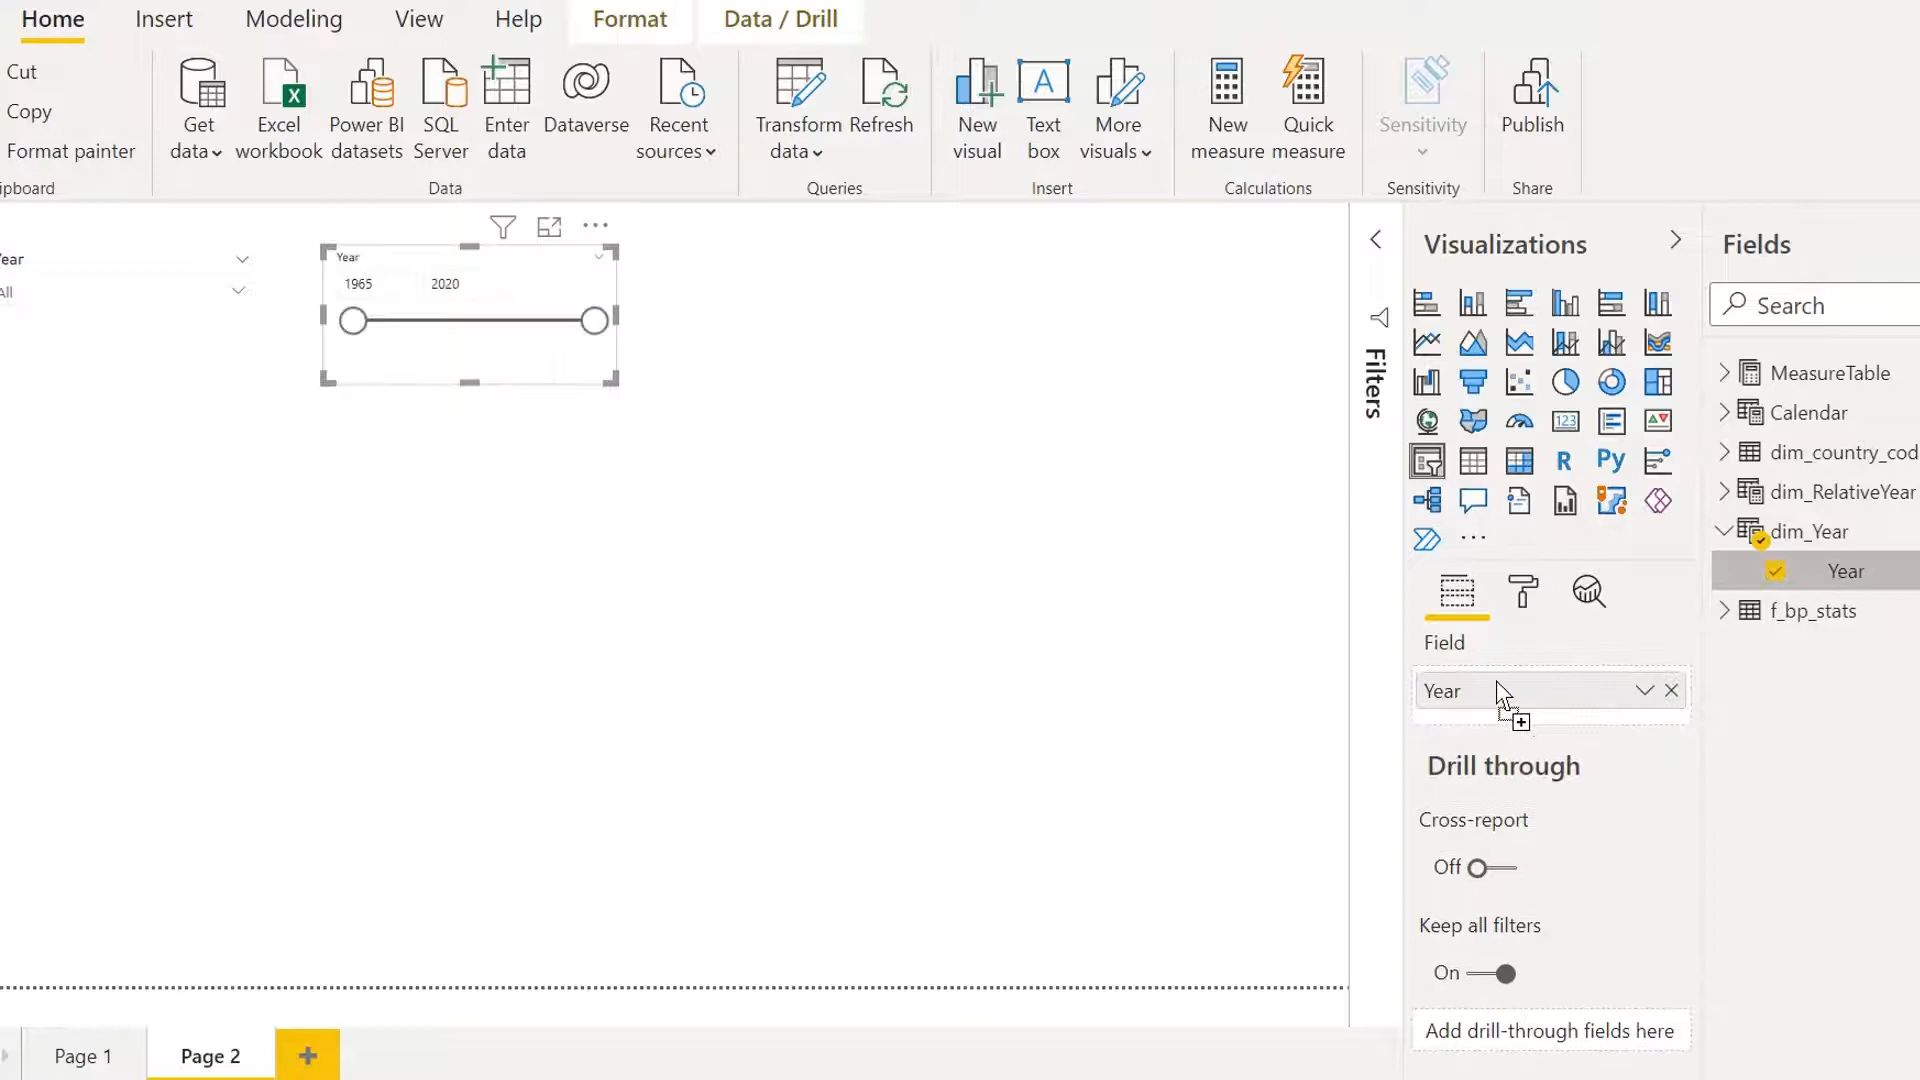 Home Insert Modeling View Help Format Data / Drill
Cut
Copy
Format painter
ipboard
Get data
Excel workbook
Power BI datasets
SQL Server
Enter data
Dataverse
Recent sources
Data
Transform data
Refresh
Queries
New visual
Text box
More visuals
Insert
New measure
Quick measure
Calculations
Sensitivity
Sensitivity
Publish
Share
ear
All
Year
1965 2020
Filters
Visualizations
123
R
Py
Field
Year
Drill through
Cross-report
Off
Keep all filters
On
Add drill-through fields here
Fields
Search
MeasureTable
Calendar
dim_country_cod
dim_RelativeYear
dim_Year
Year
f_bp_stats
Page 1
Page 2